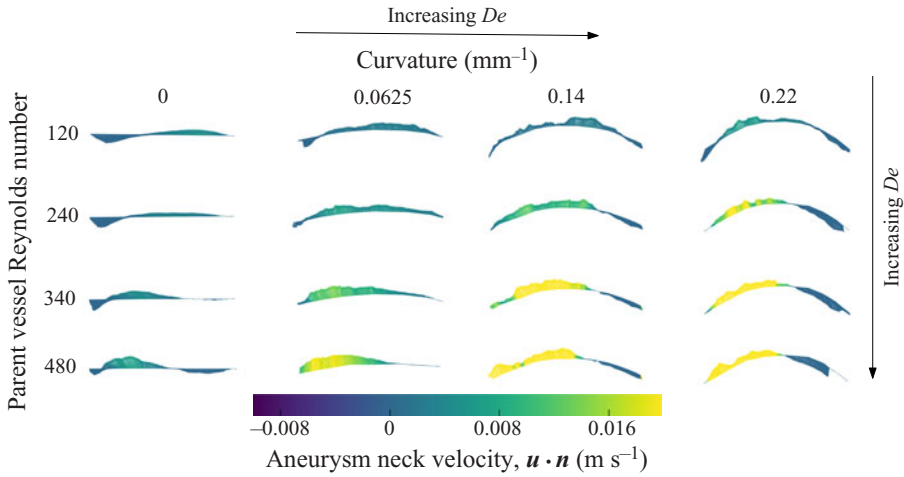 Increasing De
Curvature (mm⁻¹)
0 0.0625 0.14 0.22
Parent vessel Reynolds number
120
240
340
480
Increasing De
–0.008 0 0.008 0.016
Aneurysm neck velocity, u · n (m s⁻¹)